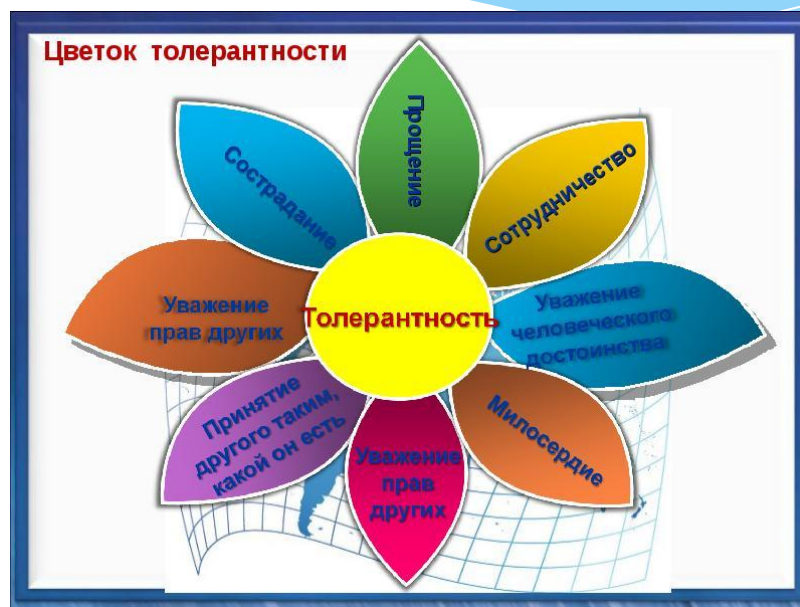 Цветок толерантности
Прощение
Сотрудничество
Уважение
человеческого
достоинства
Милосердие
Уважение
прав
других
Принятие
другого таким,
какой он есть
Уважение
прав других
Сострадание
Толерантность